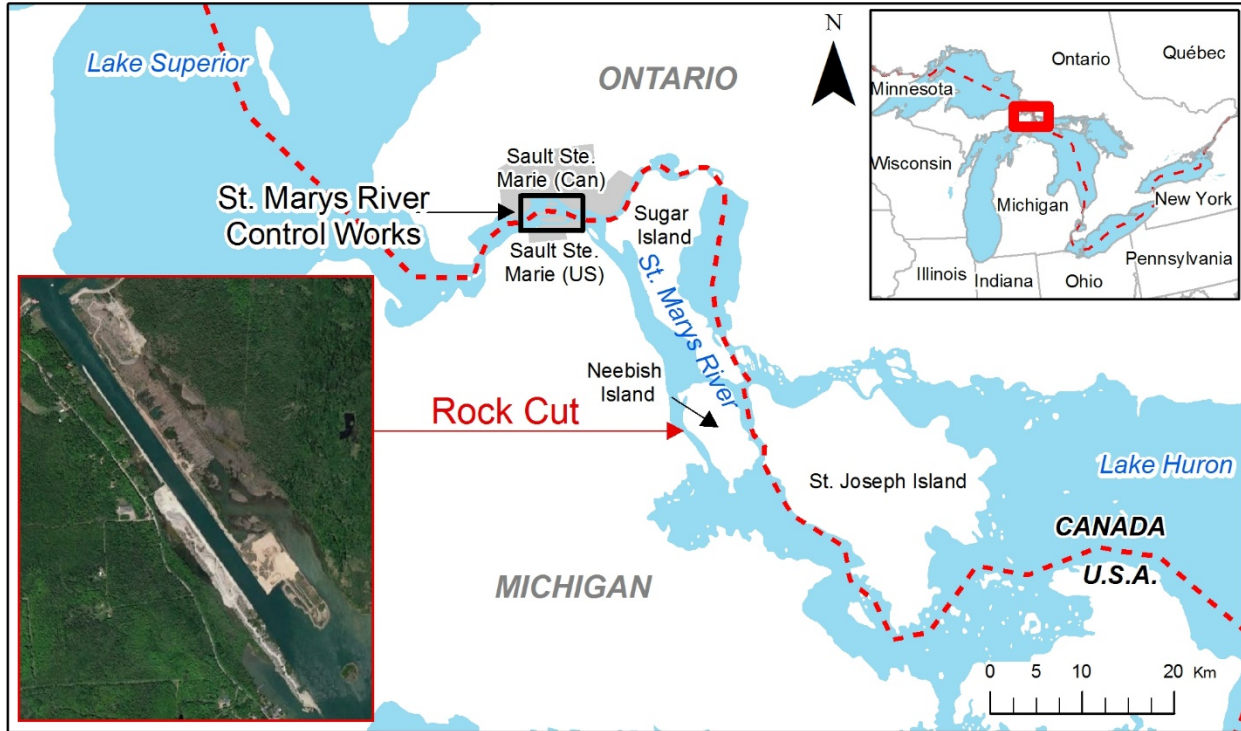 Lake Superior
ONTARIO
N
Sault Ste.
Marie (Can)
St. Marys River
Control Works
Sault Ste.
Marie (US)
Sugar
Island
St. Marys River
Neebish
Island
Rock Cut
St. Joseph Island
Lake Huron
CANADA
U.S.A.
MICHIGAN
0 5 10 20 Km
Ontario
Québec
Minnesota
Wisconsin
Michigan
New York
Illinois
Indiana
Ohio
Pennsylvania